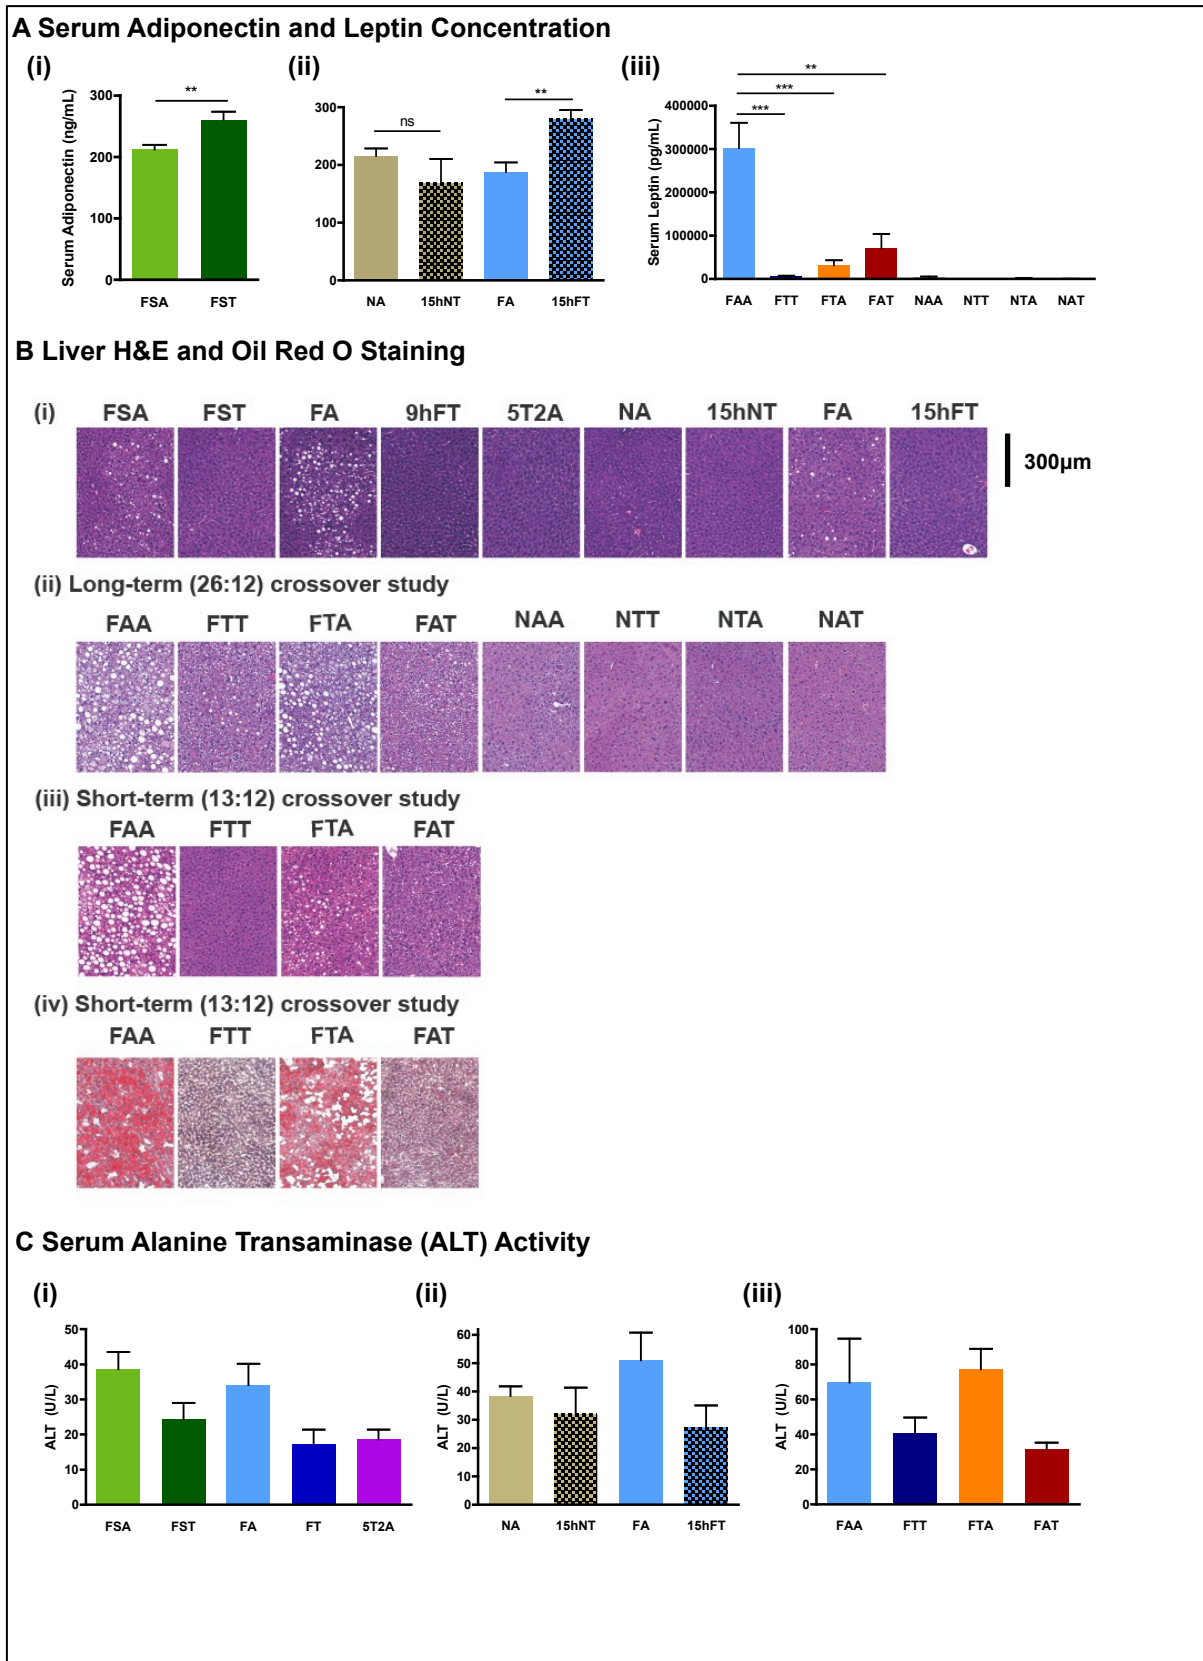 A Serum Adiponectin and Leptin Concentration
(i) (ii) (iii)
Serum Adiponectin (ng/mL)
300
200
100
0
**
FSA FST
300
200
100
0
ns **
NA 15hNT FA 15hFT
Serum Leptin (pg/mL)
400000
300000
200000
100000
0
**
***
***
FAA FTT FTA FAT NAA NTT NTA NAT
B Liver H&E and Oil Red O Staining
(i) FSA FST FA 9hFT 5T2A NA 15hNT FA 15hFT
300µm
(ii) Long-term (26:12) crossover study
FAA FTT FTA FAT NAA NTT NTA NAT
(iii) Short-term (13:12) crossover study
FAA FTT FTA FAT
(iv) Short-term (13:12) crossover study
FAA FTT FTA FAT
C Serum Alanine Transaminase (ALT) Activity
(i) (ii) (iii)
ALT (U/L)
50
40
30
20
10
0
FSA FST FA FT 5T2A
ALT (U/L)
60
50
40
30
20
10
0
NA 15hNT FA 15hFT
ALT (U/L)
100
80
60
40
20
0
FAA FTT FTA FAT